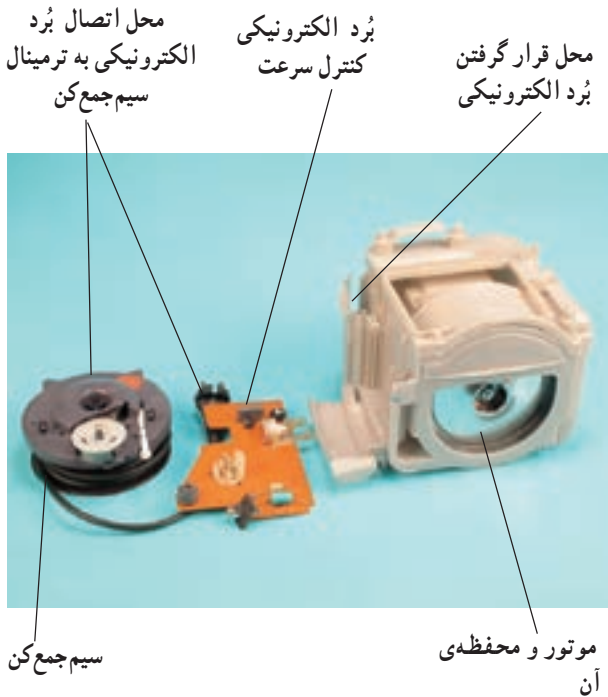 محل قرار گرفتن
بُرد الکترونیکی
بُرد الکترونیکی
کنترل سرعت
محل اتصال بُرد
الکترونیکی به ترمینال
سیم‌جمع‌کن
موتور و محفظه‌ی
آن
سیم‌جمع‌کن